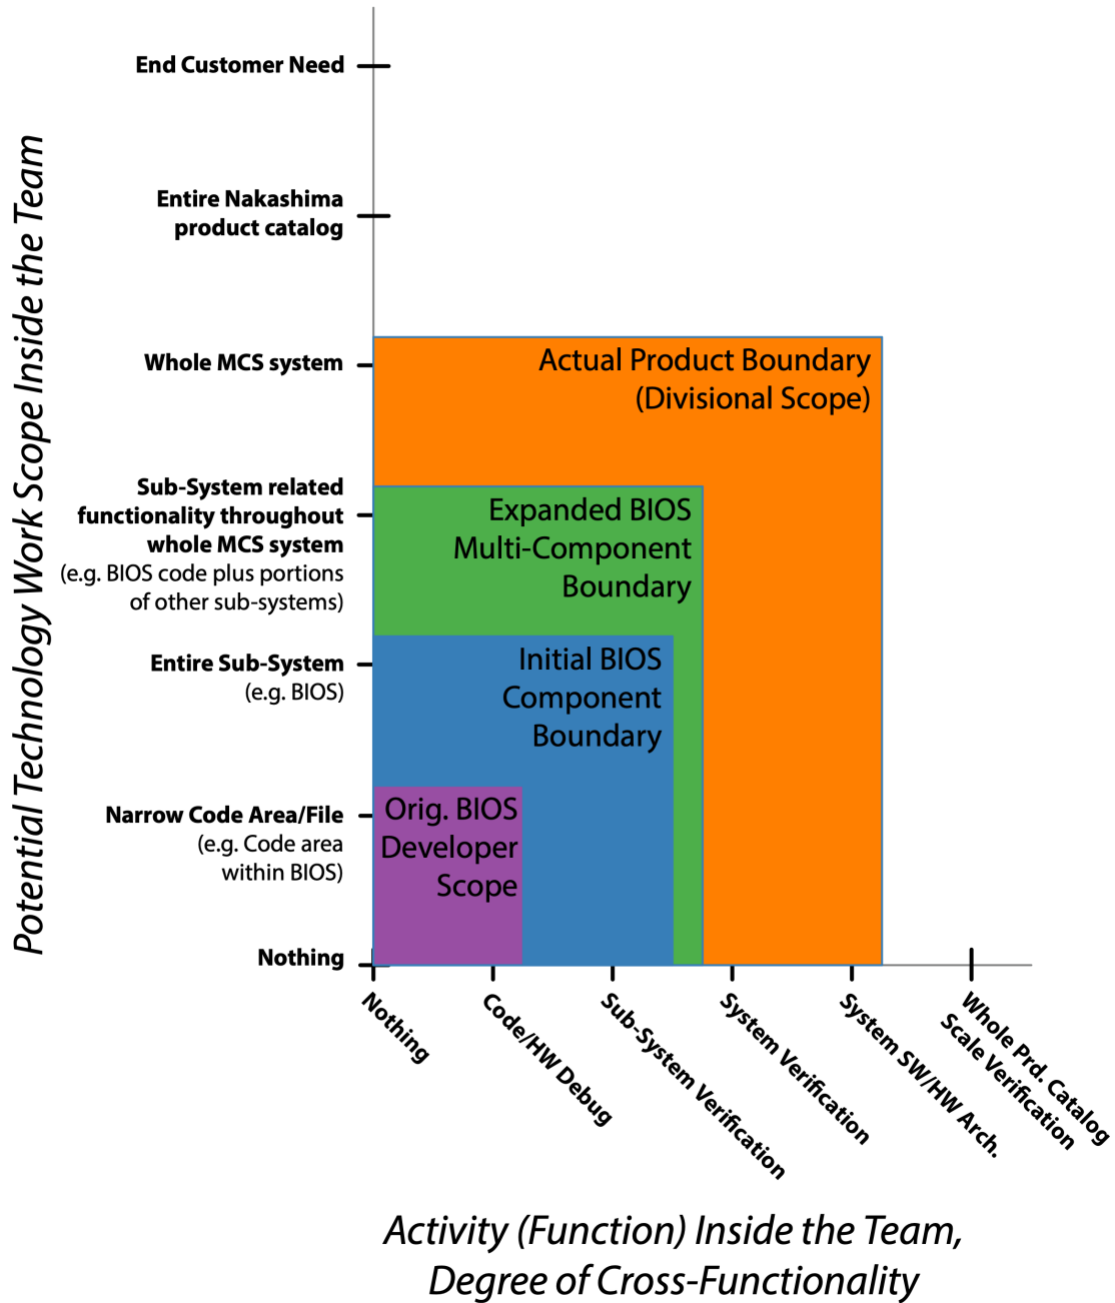 Potential Technology Work Scope Inside the Team
End Customer Need
Entire Nakashima
product catalog
Whole MCS system
Sub-System related
functionality throughout
whole MCS system
(e.g. BIOS code plus portions
of other sub-systems)
Entire Sub-System
(e.g. BIOS)
Narrow Code Area/File
(e.g. Code area
within BIOS)
Nothing
Actual Product Boundary
(Divisional Scope)
Expanded BIOS
Multi-Component
Boundary
Initial BIOS
Component
Boundary
Orig. BIOS
Developer
Scope
Nothing
Code/HW Debug
Sub-System Verification
System Verification
System SW/HW Arch.
Whole Prd. Catalog
Scale Verification
Activity (Function) Inside the Team,
Degree of Cross-Functionality